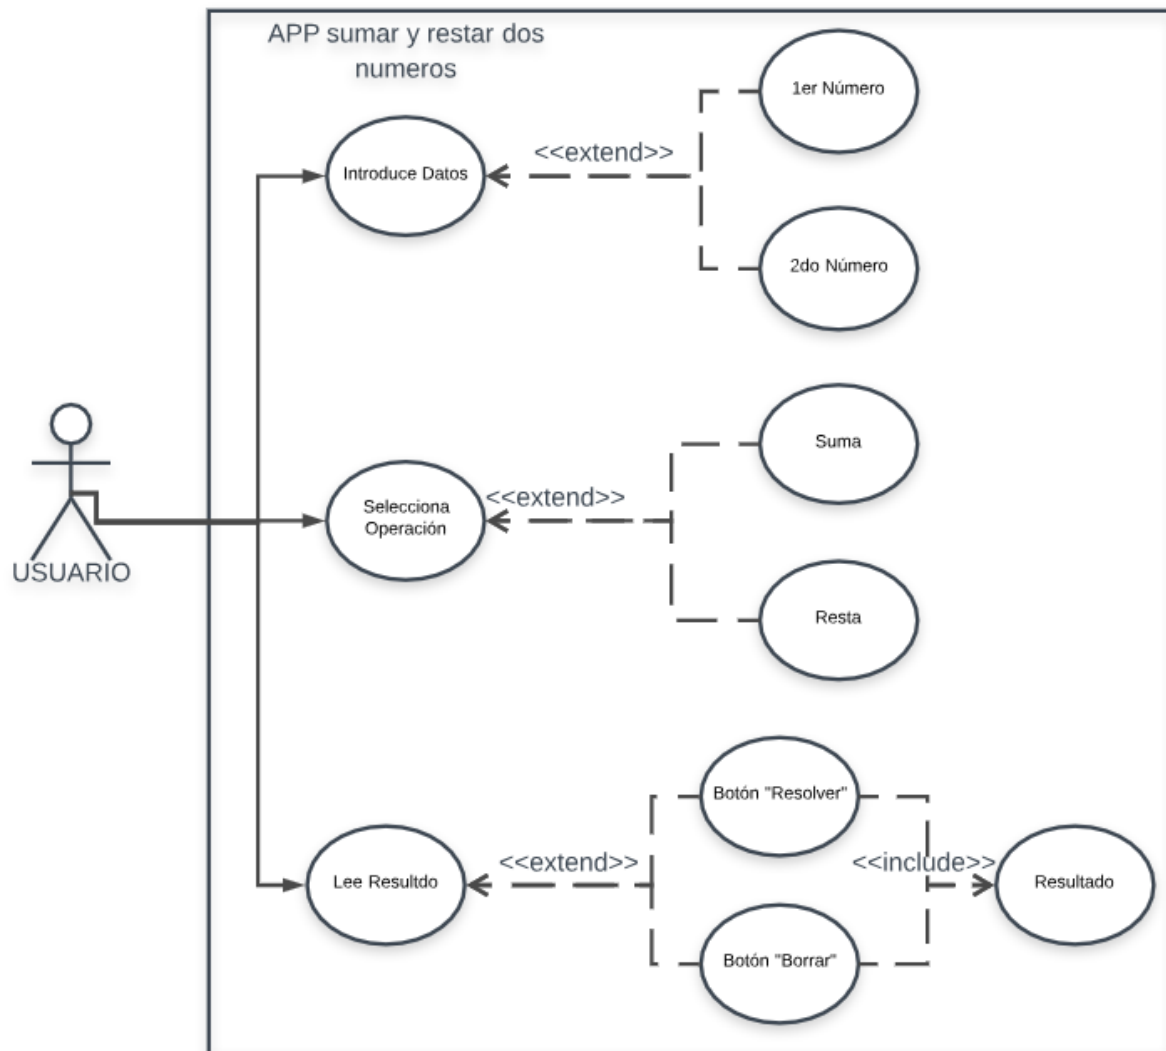 APP sumar y restar dos
numeros
1er Número
<<extend>>
Introduce Datos
2do Número
Suma
<<extend>>
Selecciona
Operación
USUARIO
Resta
Botón "Resolver"
<<extend>>
<<include>>
Lee Resultdo
Resultado
Botón "Borrar"